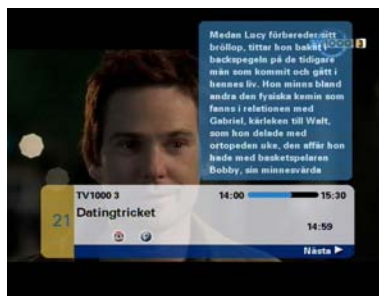 Medan Lucy förbereder sitt
bröllop, tittar hon bakåt i
backspegeln på de tidigare
män som kommit och gått i
hennes liv. Hon minns bland
andra den fysiska kemin som
fanns i relationen med
Gabriel, kärleken till Walt,
som hon delade med
ortopeden uke, den affär hon
hade med basketspelaren
Bobby, sin minnesvärda
TV1000 3
TV1000 3 14:00 15:30
21 Datingtricket
14:59
Nästa